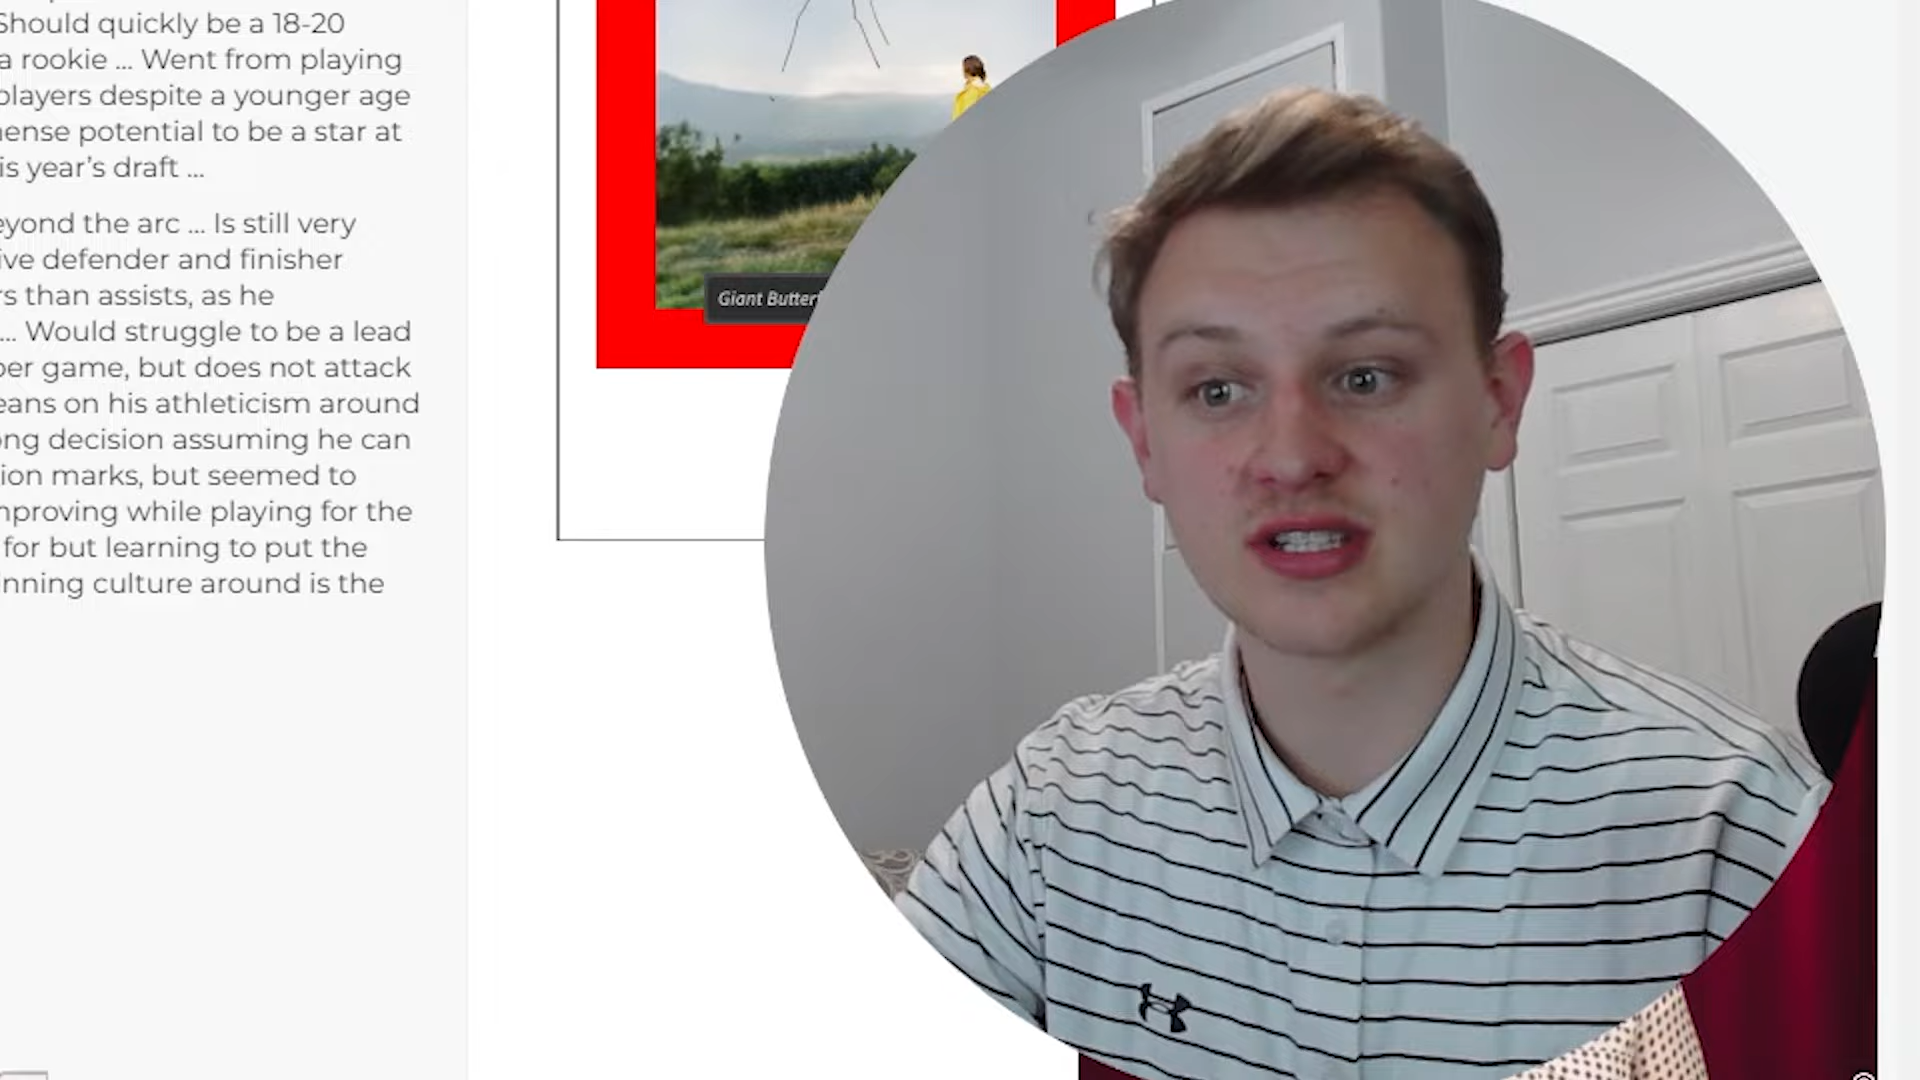 Should quickly be a 18-20
a rookie ... Went from playing
players despite a younger age
ense potential to be a star at
is year's draft ...
eyond the arc ... Is still very
ive defender and finisher
rs than assists, as he
... Would struggle to be a lead
per game, but does not attack
eans on his athleticism around
ong decision assuming he can
ion marks, but seemed to
mproving while playing for the
for but learning to put the
inning culture around is the
Giant Butter